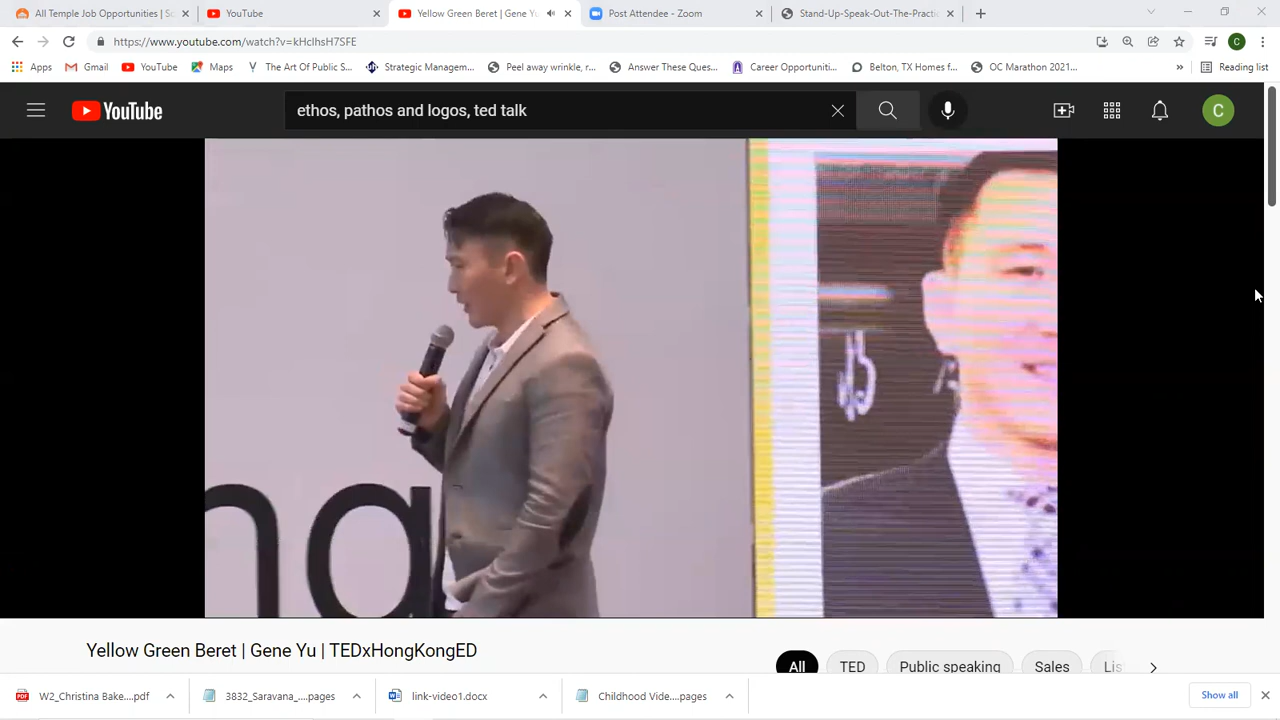 All Temple Job Opportunities | Sc
YouTube
Yellow Green Beret | Gene Yu |
Post Attendee - Zoom
Stand-Up-Speak-Out-The-Practic
https://www.youtube.com/watch?v=kHcIhsH7SFE
C
Apps
Gmail
YouTube
Maps
The Art Of Public S...
Strategic Managem...
Peel away wrinkle, r...
Answer These Ques...
Career Opportuniti...
Belton, TX Homes f...
OC Marathon 2021...
»
Reading list
YouTube
ethos, pathos and logos, ted talk
C
ng
Yellow Green Beret | Gene Yu | TEDxHongKongED
All
TED
Public speaking
Sales
Lis
W2_Christina Bake....pdf
3832_Saravana_....pages
link-video1.docx
Childhood Vide....pages
Show all